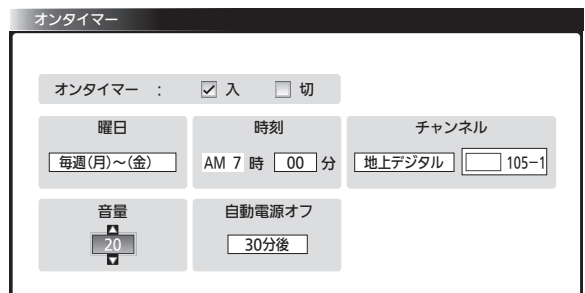 オンタイマー
オンタイマー : 入 切
曜日 時刻 チャンネル
毎週(月)~(金) AM 7 時 00 分 地上デジタル 105-1
音量 自動電源オフ
20 30分後